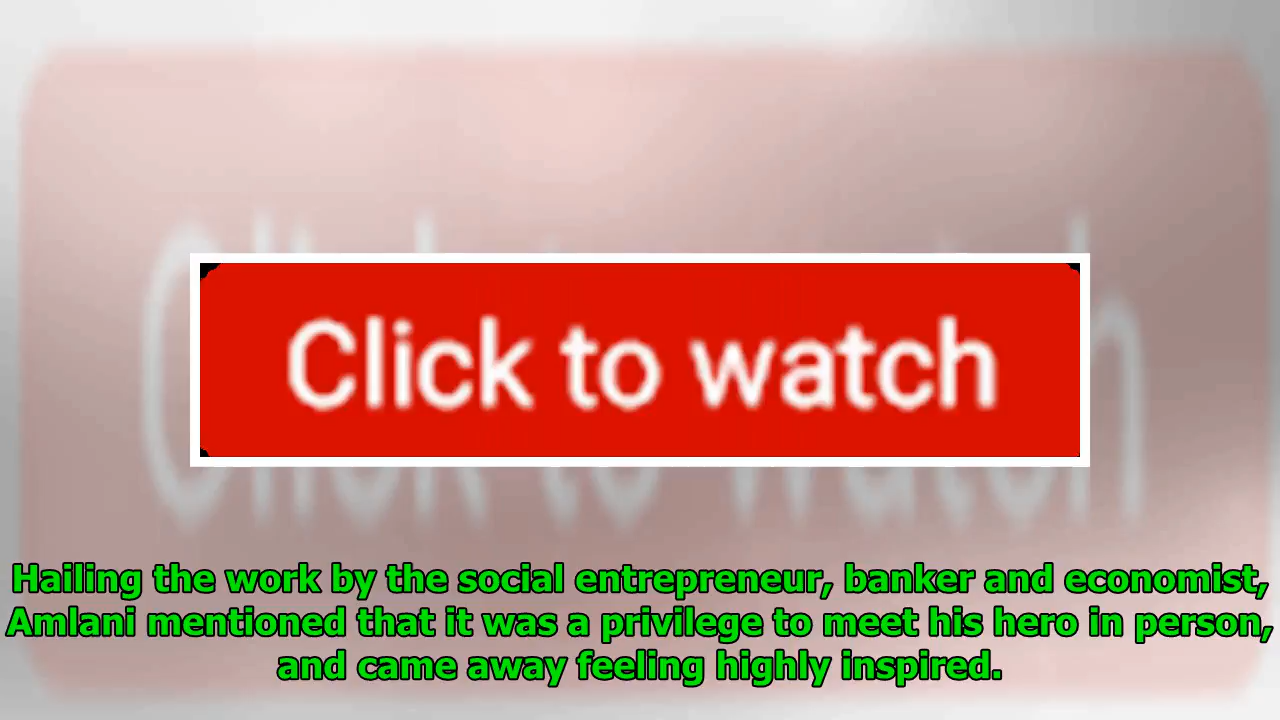 Click to watch
Hailing the work by the social entrepreneur, banker and economist,
Amlani mentioned that it was a privilege to meet his hero in person,
and came away feeling highly inspired.